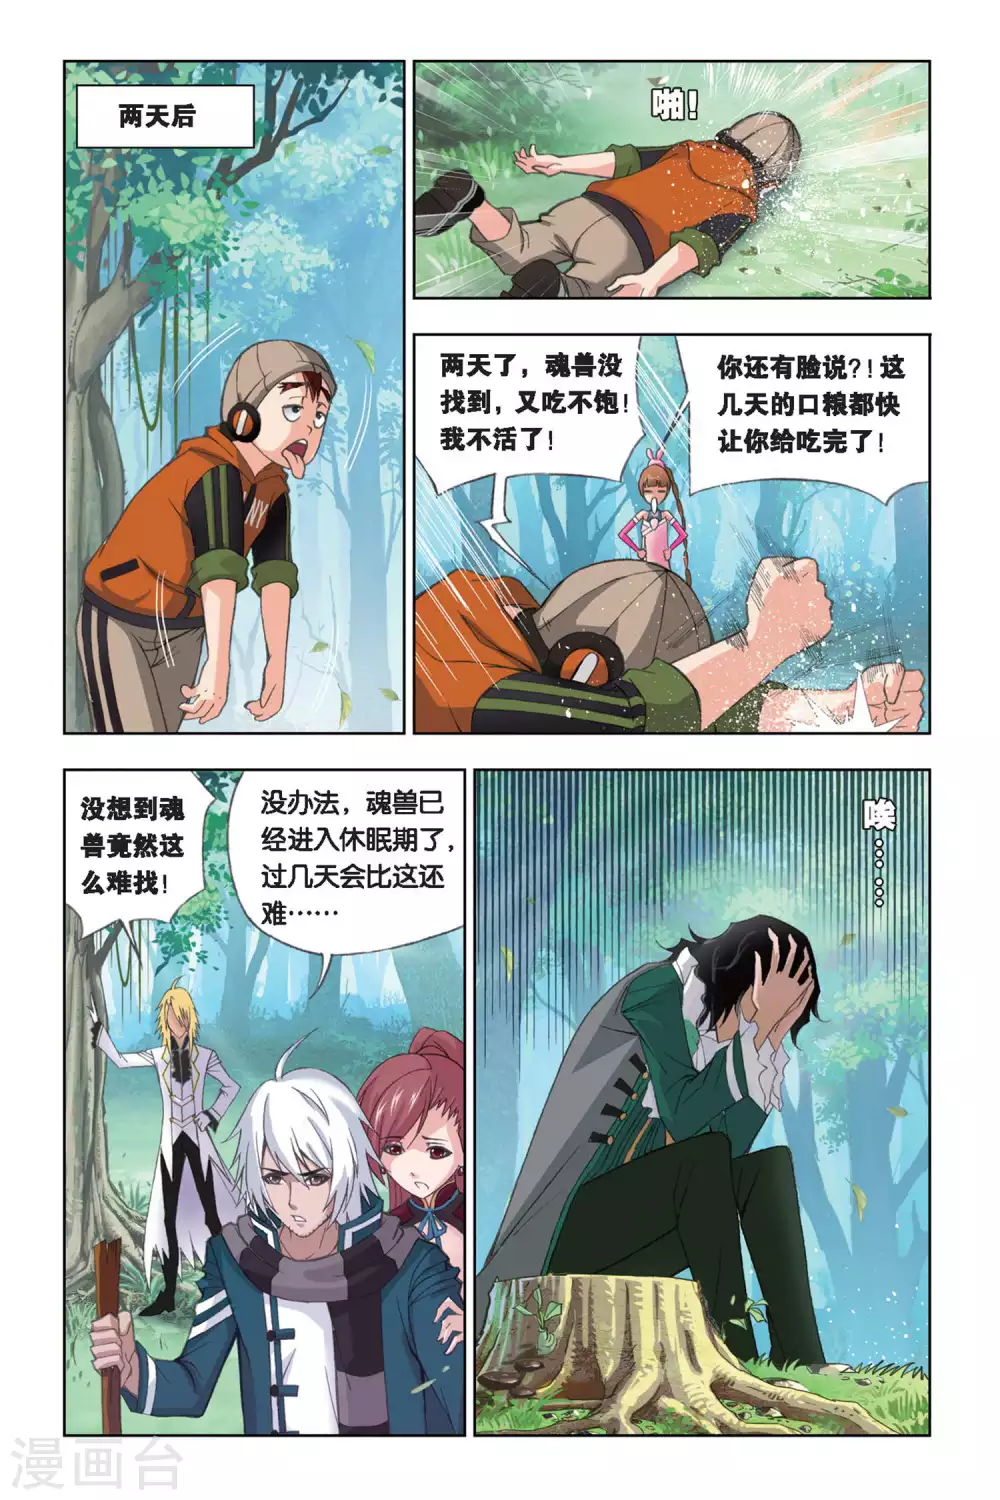 两天后
啪！
两天了，魂兽没
找到，又吃不饱！
我不活了！
你还有脸说？！这
几天的口粮都快
让你给吃完了！
没想到魂
兽竟然这
么难找！
没办法，魂兽已
经进入休眠期了，
过几天会比这还
难……
唉……
NY
漫画台